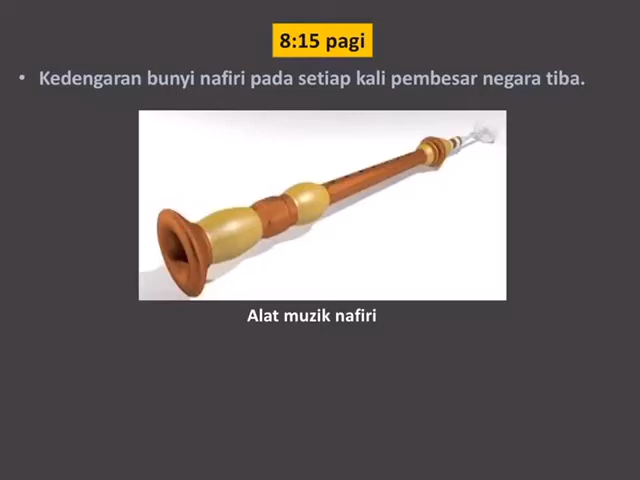 8:15 pagi
• Kedengaran bunyi nafiri pada setiap kali pembesar negara tiba.
Alat muzik nafiri